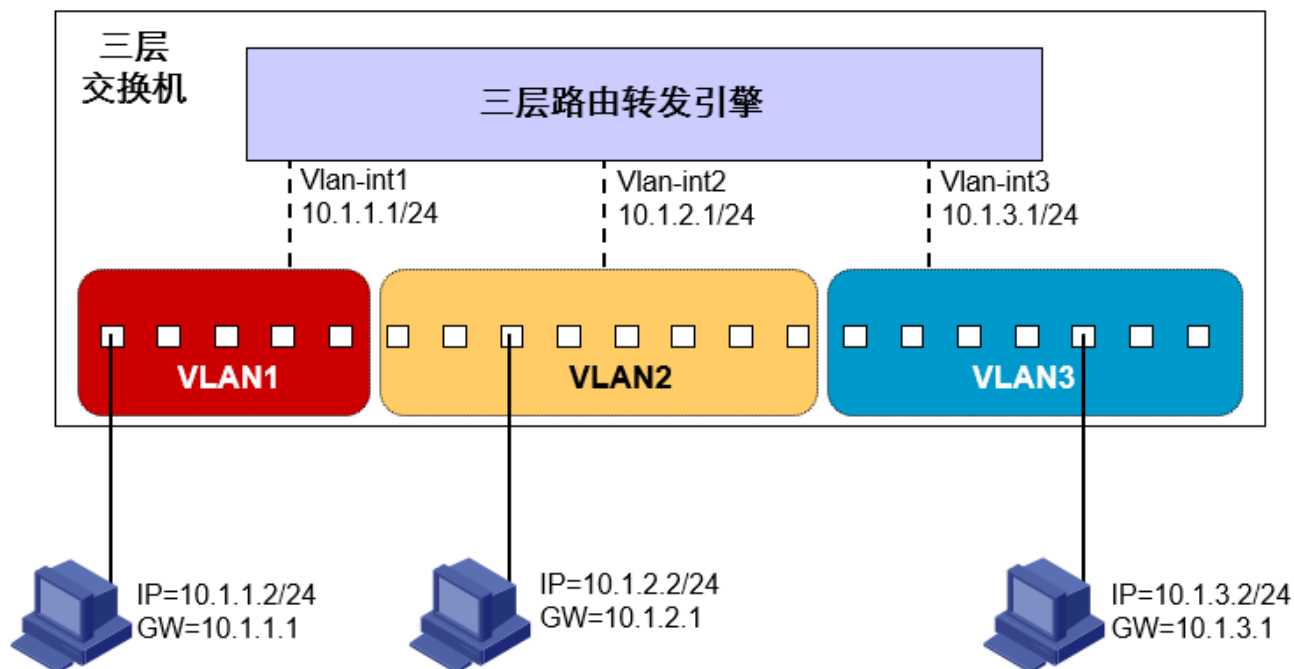 三层
交换机
三层路由转发引擎
Vlan-int1
10.1.1.1/24
Vlan-int2
10.1.2.1/24
Vlan-int3
10.1.3.1/24
VLAN1
VLAN2
VLAN3
IP=10.1.1.2/24
GW=10.1.1.1
IP=10.1.2.2/24
GW=10.1.2.1
IP=10.1.3.2/24
GW=10.1.3.1